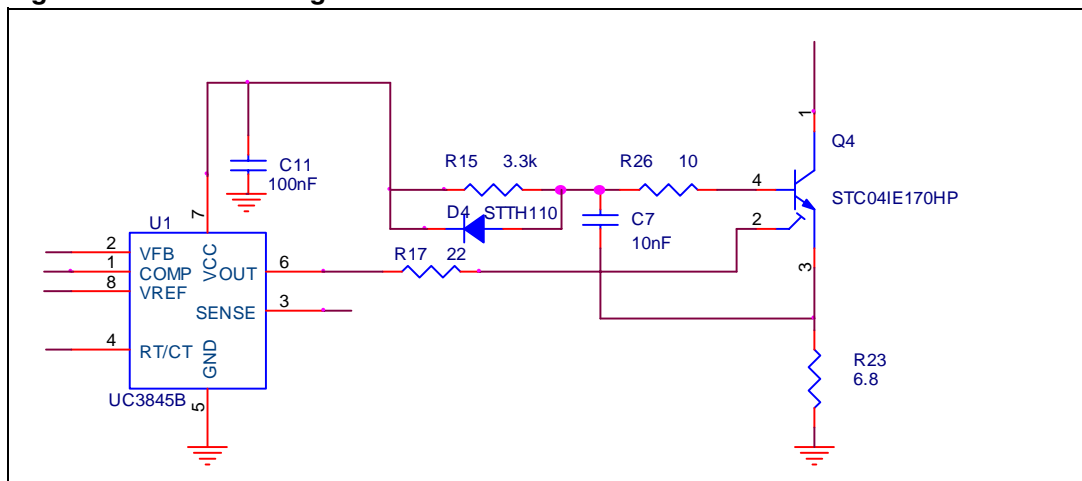 1
Q4
R15 3.3k R26 10
C11
100nF
4
STC04IE170HP
D4 STTH110
C7
10nF
2
7
U1
2 VFB
1 COMP
8 VREF
VCC
OUT 6
R17 22
3
SENSE 3
4 RT/CT
GND
R23
6.8
UC3845B
5